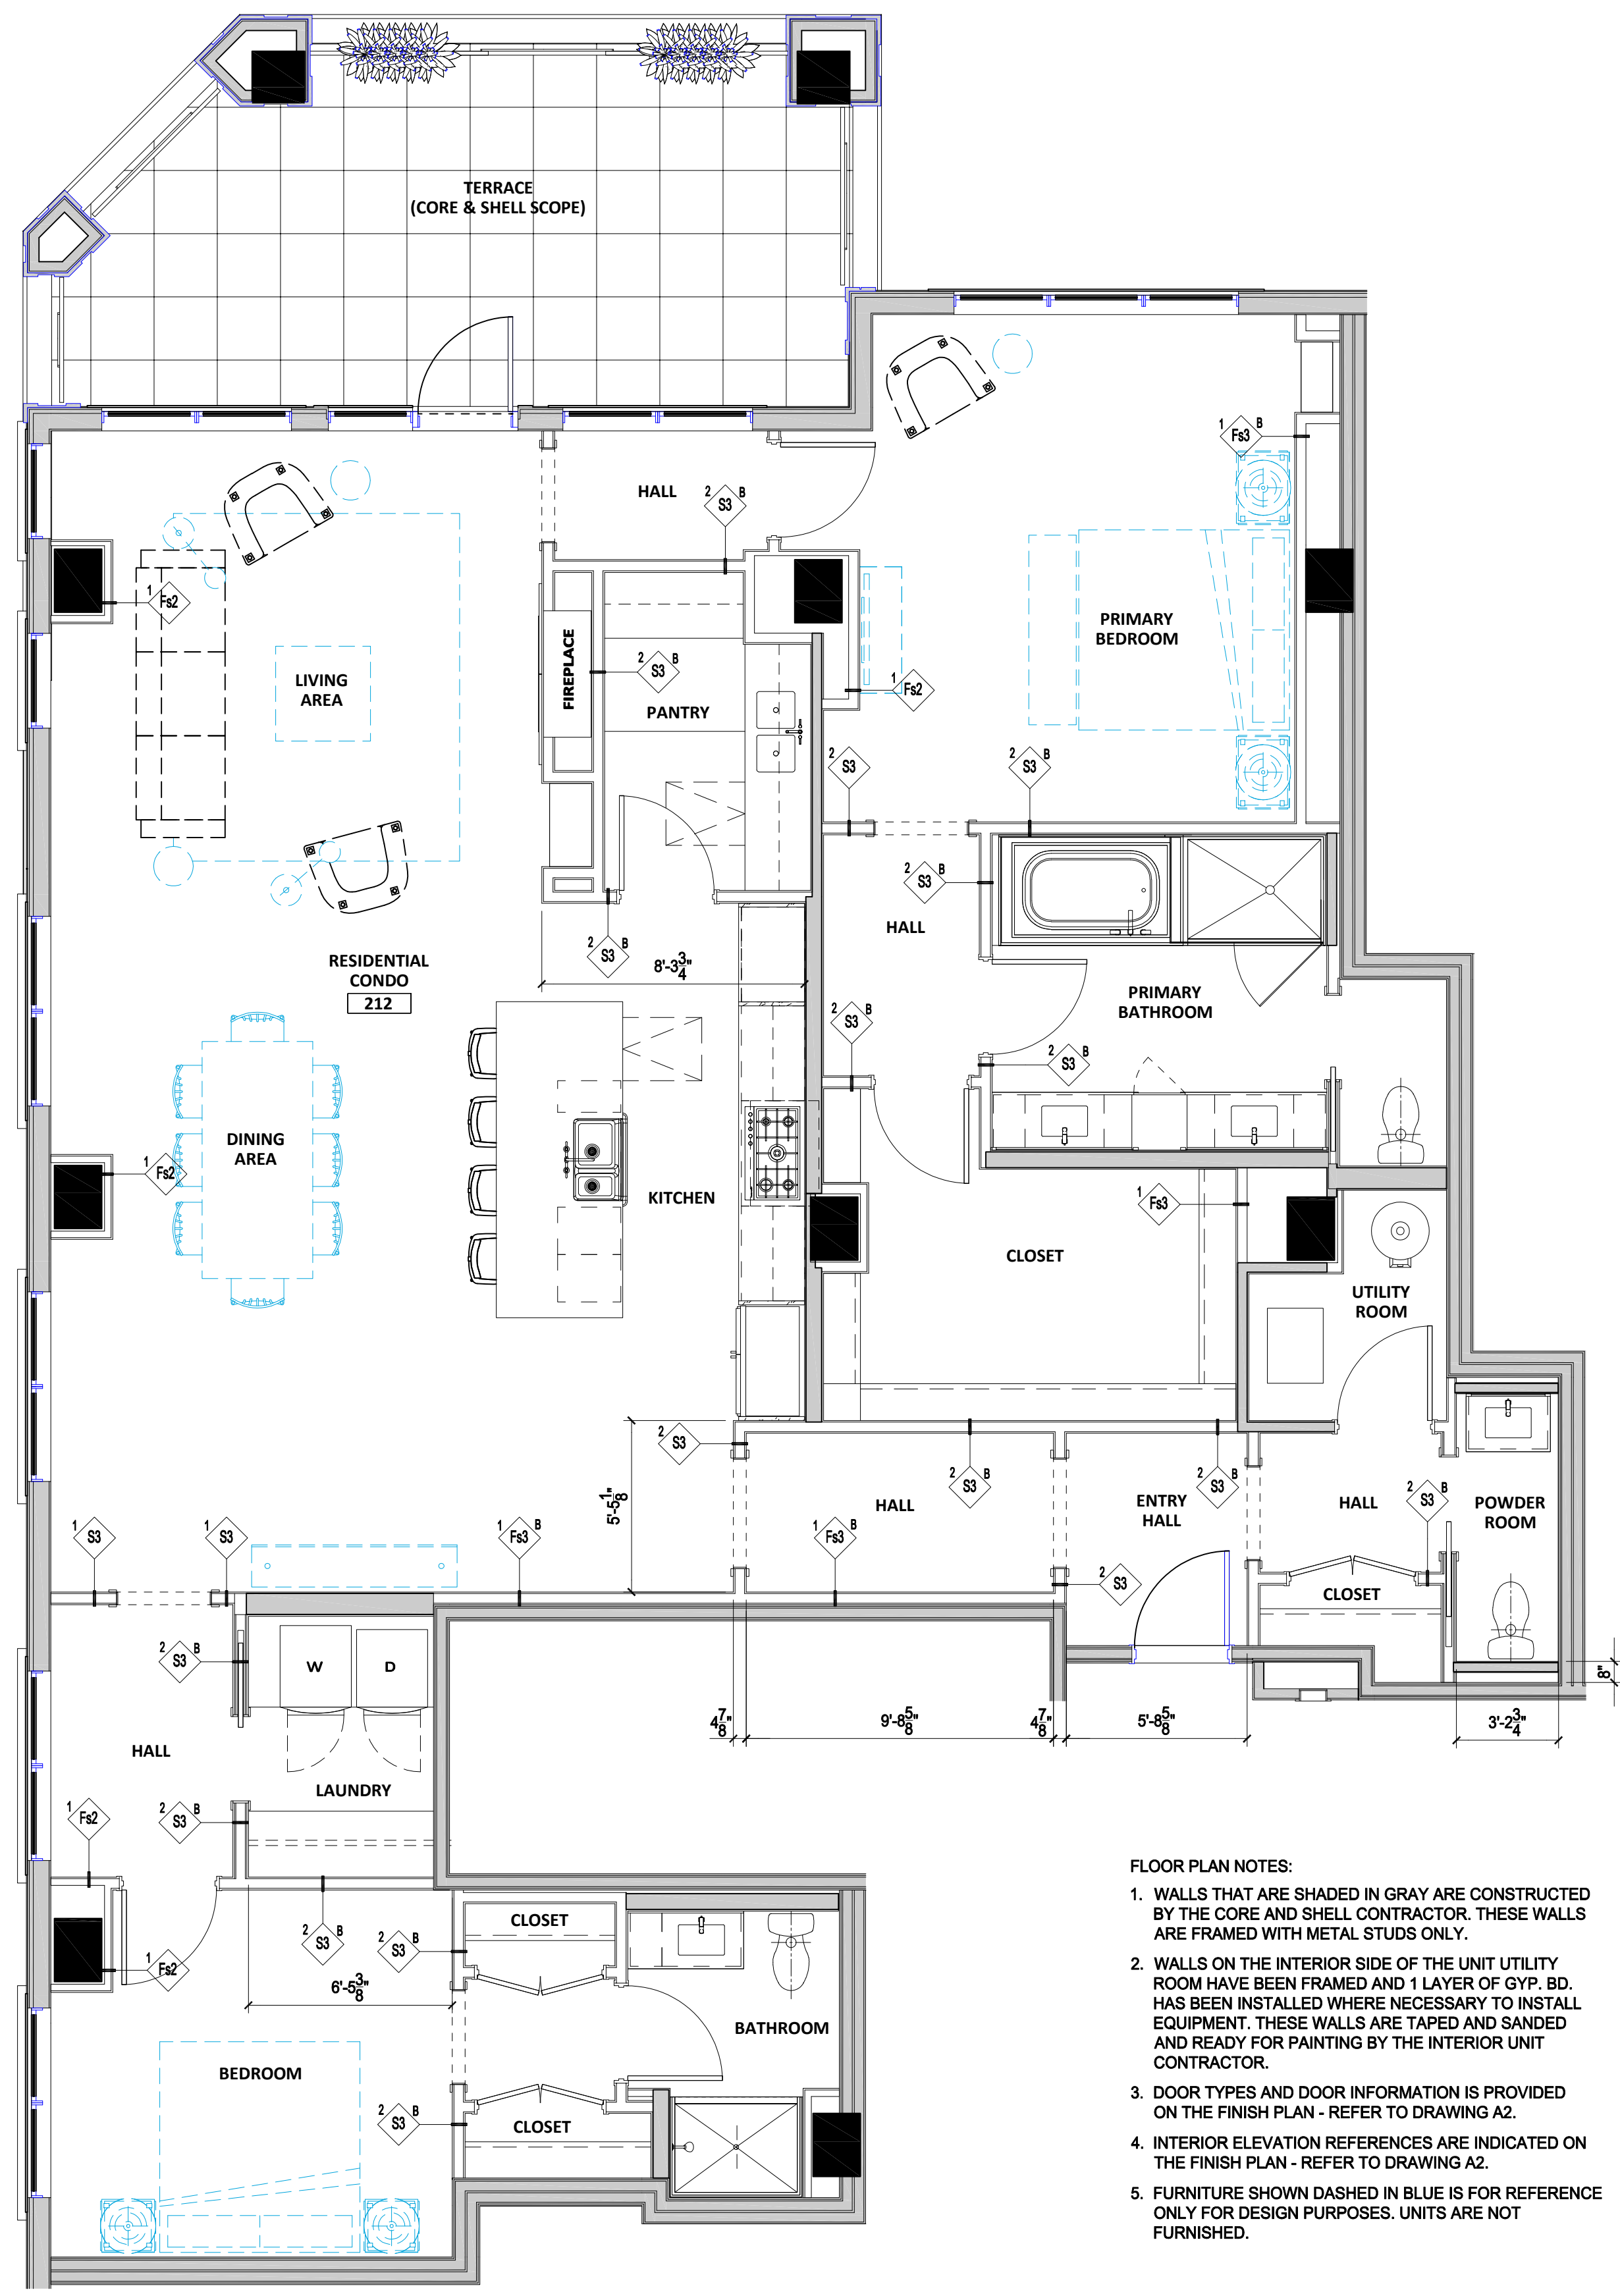 TERRACE
(CORE & SHELL SCOPE)
1 Fs3 B
HALL
2 S3 B
1 Fs2
PRIMARY
BEDROOM
FIREPLACE
2 S3 B
LIVING
AREA
1 Fs2
PANTRY
2 S3
2 S3 B
2 S3 B
HALL
2 S3 B
8'-3 3/4"
RESIDENTIAL
CONDO
212
PRIMARY
BATHROOM
2 S3 B
2 S3 B
DINING
AREA
1 Fs2
KITCHEN
1 Fs3
CLOSET
UTILITY
ROOM
2 S3
2 S3 B
2 S3 B
2 S3 B
5'-5 1/8"
HALL
ENTRY
HALL
HALL
POWDER
ROOM
1 S3
1 S3
1 Fs3 B
1 Fs3 B
2 S3
CLOSET
2 S3 B
W
D
8"
4 7/8"
9'-8 5/8"
4 7/8"
5'-8 5/8"
3'-2 3/4"
HALL
LAUNDRY
1 Fs2
2 S3 B
CLOSET
2 S3 B
2 S3 B
1 Fs2
6'-5 3/8"
BATHROOM
BEDROOM
2 S3 B
CLOSET
FLOOR PLAN NOTES:
1. WALLS THAT ARE SHADED IN GRAY ARE CONSTRUCTED
BY THE CORE AND SHELL CONTRACTOR. THESE WALLS
ARE FRAMED WITH METAL STUDS ONLY.
2. WALLS ON THE INTERIOR SIDE OF THE UNIT UTILITY
ROOM HAVE BEEN FRAMED AND 1 LAYER OF GYP. BD.
HAS BEEN INSTALLED WHERE NECESSARY TO INSTALL
EQUIPMENT. THESE WALLS ARE TAPED AND SANDED
AND READY FOR PAINTING BY THE INTERIOR UNIT
CONTRACTOR.
3. DOOR TYPES AND DOOR INFORMATION IS PROVIDED
ON THE FINISH PLAN - REFER TO DRAWING A2.
4. INTERIOR ELEVATION REFERENCES ARE INDICATED ON
THE FINISH PLAN - REFER TO DRAWING A2.
5. FURNITURE SHOWN DASHED IN BLUE IS FOR REFERENCE
ONLY FOR DESIGN PURPOSES. UNITS ARE NOT
FURNISHED.